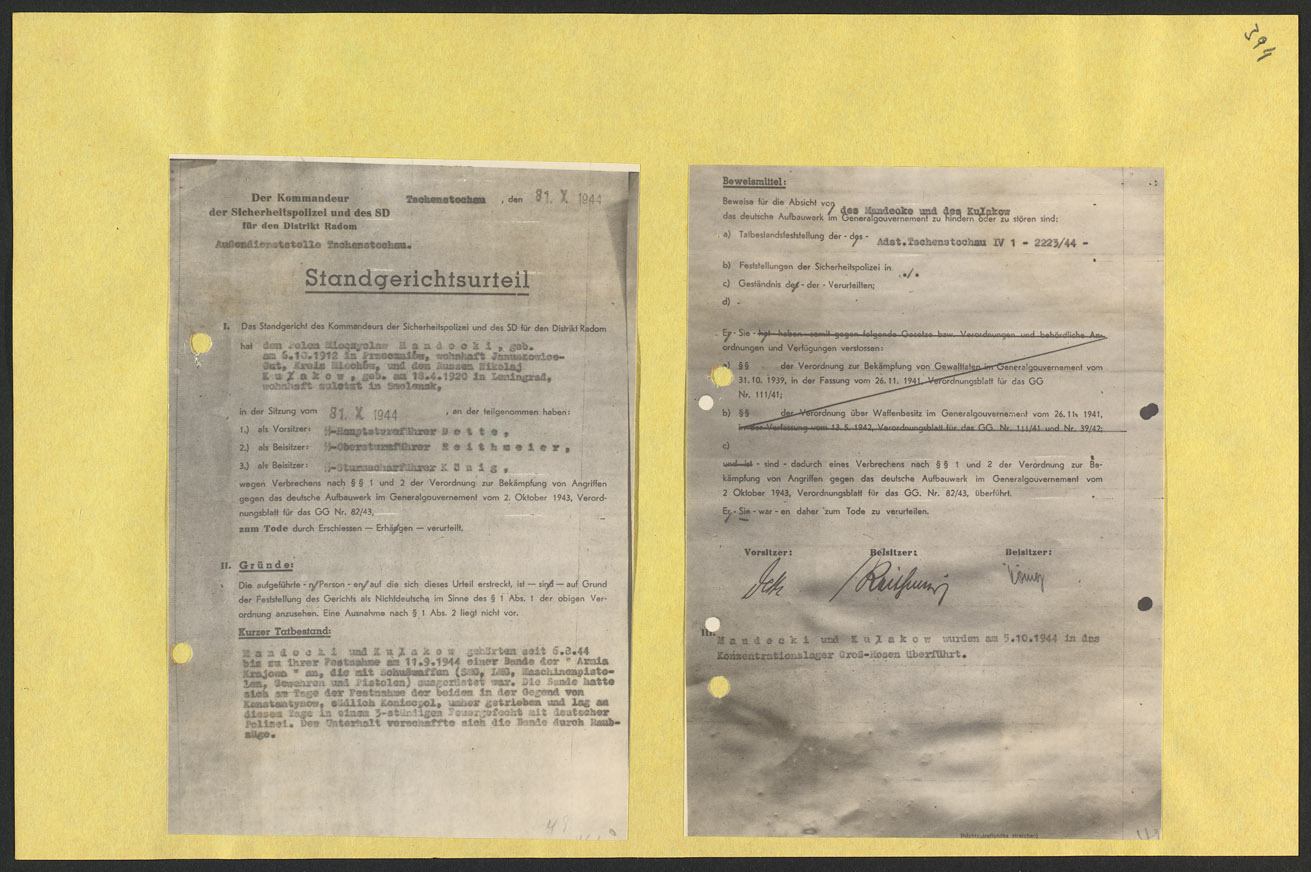 394
Der Kommandeur
der Sicherheitspolizei und des SD
für den Distrikt Radom
Tschenstochau , den 31. X 1944
Außendienststelle Tschenstochau.
Standgerichtsurteil
I. Das Standgericht des Kommandeurs der Sicherheitspolizei und des SD für den Distrikt Radom
hat den Polen Mieczyslaw M a n d e c k i , geb.
am 6.10.1912 in Przeczniów, wohnhaft Januszowice-
Gut, Kreis Miechów, und den Russen Nikolaj
K u l a k o w , geb. am 18.4.1920 in Leningrad,
wohnhaft zuletzt in Smolensk,
in der Sitzung vom 31. X 1944 , an der teilgenommen haben:
1.) als Vorsitzer: SS-Hauptsturmführer D e t t e ,
2.) als Beisitzer: SS-Obersturmführer R e i t h m e i e r ,
3.) als Beisitzer: SS-Sturmscharführer K ö n i g ,
wegen Verbrechens nach §§ 1 und 2 der Verordnung zur Bekämpfung von Angriffen
gegen das deutsche Aufbauwerk im Generalgouvernement vom 2. Oktober 1943, Verord-
nungsblatt für das GG Nr. 82/43,
zum Tode durch Erschiessen — Erhängen — verurteilt.
II. Gründe:
Die aufgeführte - n/Person - en/auf die sich dieses Urteil erstreckt, ist — sind — auf Grund
der Feststellung des Gerichts als Nichtdeutsche im Sinne des § 1 Abs. 1 der obigen Ver-
ordnung anzusehen. Eine Ausnahme nach § 1 Abs. 2 liegt nicht vor.
Kurzer Tatbestand:
M a n d e c k i und K u l a k o w gehörten seit 6.8.44
bis zu ihrer Festnahme am 11.9.1944 einer Bande der " Armia
Krajowa " an, die mit Schußwaffen (SMG, LMG, Maschinenpisto-
len, Gewehren und Pistolen) ausgerüstet war. Die Bande hatte
sich am Tage der Festnahme der beiden in der Gegend von
Konstantynow, südlich Koniecpol, umher getrieben und lag an
diesem Tage in einem 3-stündigen Feuergefecht mit deutscher
Polizei. Den Unterhalt verschaffte sich die Bande durch Raub-
züge.
48
Beweismittel:
Beweise für die Absicht von des Mandecke und des Kulakow
das deutsche Aufbauwerk im Generalgouvernement zu hindern oder zu stören sind:
a) Tatbestandsfeststellung der - des - Adst.Tschenstochau IV 1 - 2223/44 -
b) Feststellungen der Sicherheitspolizei in ./.
c) Geständnis des - der - Verurteilten;
d) -
Er - Sie - hat haben somit gegen folgende Gesetze bzw. Verordnungen und behördliche An-
ordnungen und Verfügungen verstossen:
a) §§ der Verordnung zur Bekämpfung von Gewalttaten im Generalgouvernement vom
31. 10. 1939, in der Fassung vom 26. 11. 1941, Verordnungsblatt für das GG
Nr. 111/41;
b) §§ der Verordnung über Waffenbesitz im Generalgouvernement vom 26. 11. 1941,
in der Verfassung vom 13. 5. 1942, Verordnungsblatt für das GG. Nr. 111/41 und Nr. 39/42;
c)
und ist - sind - dadurch eines Verbrechens nach §§ 1 und 2 der Verordnung zur Be-
kämpfung von Angriffen gegen das deutsche Aufbauwerk im Generalgouvernement vom
2 Oktober 1943, Verordnungsblatt für das GG. Nr. 82/43, überführt.
Er - Sie - war - en daher zum Tode zu verurteilen.
Vorsitzer: Beisitzer: Beisitzer:
III. M a n d e c k i und K u l a k o w wurden am 5.10.1944 in das
Konzentrationslager Groß-Rosen überführt.